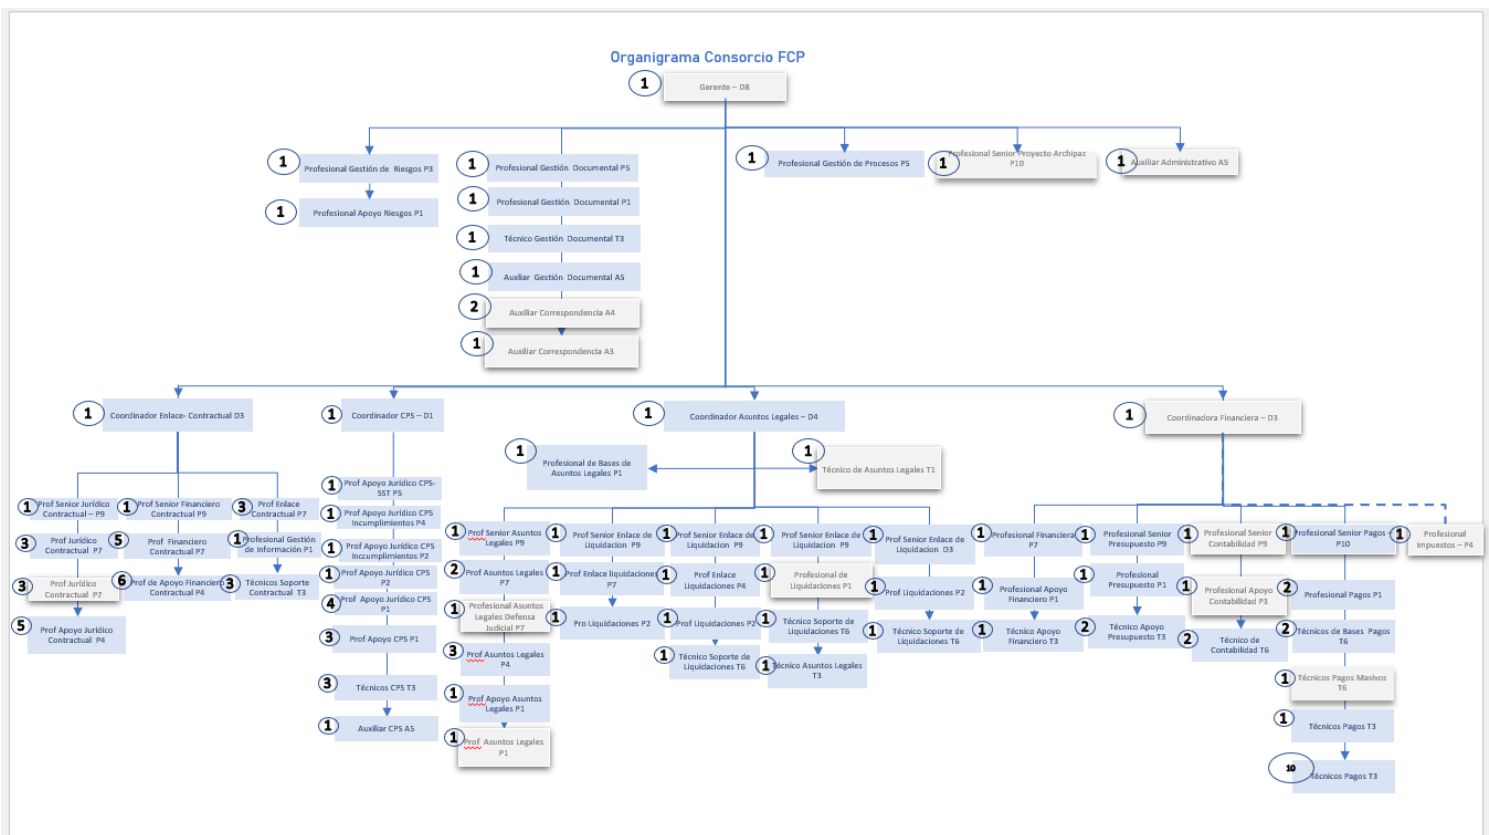 Organigrama Consorcio FCP
1
Gerente – D8
1
Profesional Gestión de Riesgos P3
1
Profesional Apoyo Riesgos P1
1
Profesional Gestión Documental P5
1
Profesional Gestión Documental P1
1
Técnico Gestión Documental T3
1
Auxliar Gestión Documental A5
2
Auxiliar Correspondencia A4
1
Auxiliar Correspondencia A3
1
Profesional Gestión de Procesos P5
1
Profesional Senior Proyecto Archipaz
P10
1
Auxiliar Administrativo A5
1
Coordinador Enlace- Contractual D3
1
Coordinador CPS – D1
1
Coordinador Asuntos Legales – D4
1
Coordinadora Financiera – D3
1
Prof Senior Jurídico
Contractual – P9
3
Prof Jurídico
Contractual P7
3
Prof Jurídico
Contractual P7
5
Prof Apoyo Jurídico
Contractual P4
1
Prof Senior Financiero
Contractual P9
5
Prof Financiero
Contractual P7
6
Prof de Apoyo Financiero
Contractual P4
3
Prof Enlace
Contractual P7
1
Profesional Gestión
de Información P1
3
Técnicos Soporte
Contractual T3
1
Prof Apoyo Jurídico CPS-
SST P5
1
Prof Apoyo Jurídico CPS
Incumplimientos P4
1
Prof Apoyo Jurídico CPS
Inccumplimientos P2
1
Prof Apoyo Jurídico CPS
P2
4
Prof Apoyo Jurídico CPS
P1
3
Prof Apoyo CPS P1
3
Técnicos CPS T3
1
Auxiliar CPS A5
1
Profesional de Bases de
Asuntos Legales P1
1
Técnico de Asuntos Legales T1
1
Prof Senior Asuntos
Legales P9
2
Prof Asuntos Legales
P7
1
Profesional Asuntos
Legales Defensa
Judicial P7
3
Prof Asuntos Legales
P4
1
Prof Apoyo Asuntos
Legales P1
1
Prof Asuntos Legales
P1
1
Prof Senior Enlace de
Liquidacion P9
1
Prof Enlace liquidaciones
P7
1
Pro Liquidaciones P2
1
Prof Senior Enlace de
Liquidacion P9
1
Prof Enlace
Liquidaciones P4
1
Prof Liquidaciones P2
1
Técnico Soporte de
Liquidaciones T6
1
Prof Senior Enlace de
Liquidacion P9
1
Profesional de
Liquidaciones P1
1
Técnico Soporte de
Liquidaciones T6
1
Técnico Asuntos Legales
T3
1
Prof Senior Enlace de
Liquidacion D3
1
Prof Liquidaciones P2
1
Técnico Soporte de
Liquidaciones T6
1
Profesional Financiera
P7
1
Profesional Apoyo
Financiero P1
1
Técnico Apoyo
Financiero T3
1
Profesional Senior
Presupuesto P9
1
Profesional
Presupuesto P1
2
Técnico Apoyo
Presupuesto T3
1
Profesional Senior
Contabilidad P9
1
Profesional Apoyo
Contabilidad P3
2
Técnico de
Contabilidad T6
1
Profesional Senior Pagos –
P10
2
Profesional Pagos P1
2
Técnicos de Bases Pagos
T6
1
Técnicos Pagos Masivos
T6
1
Técnicos Pagos T3
10
Técnicos Pagos T3
1
Profesional
Impuestos – P4